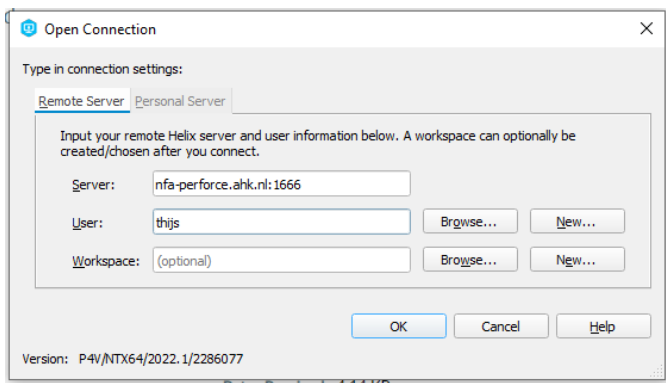 Open Connection
Type in connection settings:
Remote Server Personal Server
Input your remote Helix server and user information below. A workspace can optionally be
created/chosen after you connect.
Server: nfa-perforce.ahk.nl:1666
User: thijs Browse... New...
Workspace: (optional) Browse... New...
OK Cancel Help
Version: P4V/NTX64/2022.1/2286077